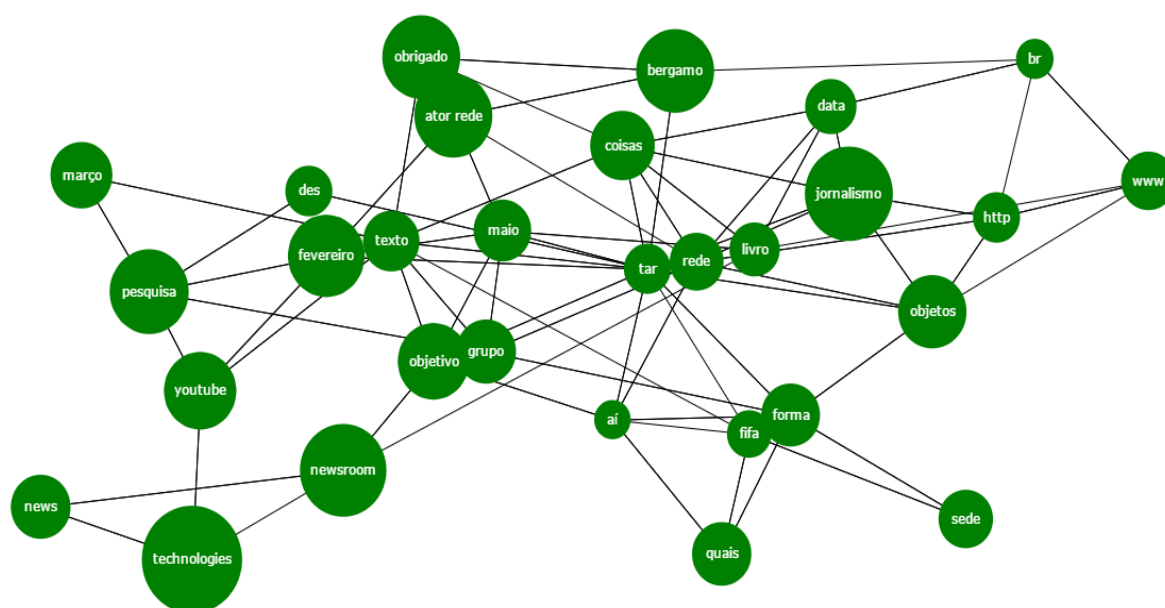 obrigado
bergamo
br
ator rede
data
coisas
março
des
jornalismo
www
http
maio
texto
fevereiro
livro
rede
tar
pesquisa
objetos
grupo
objetivo
youtube
forma
aí
fifa
newsroom
news
sede
quais
technologies